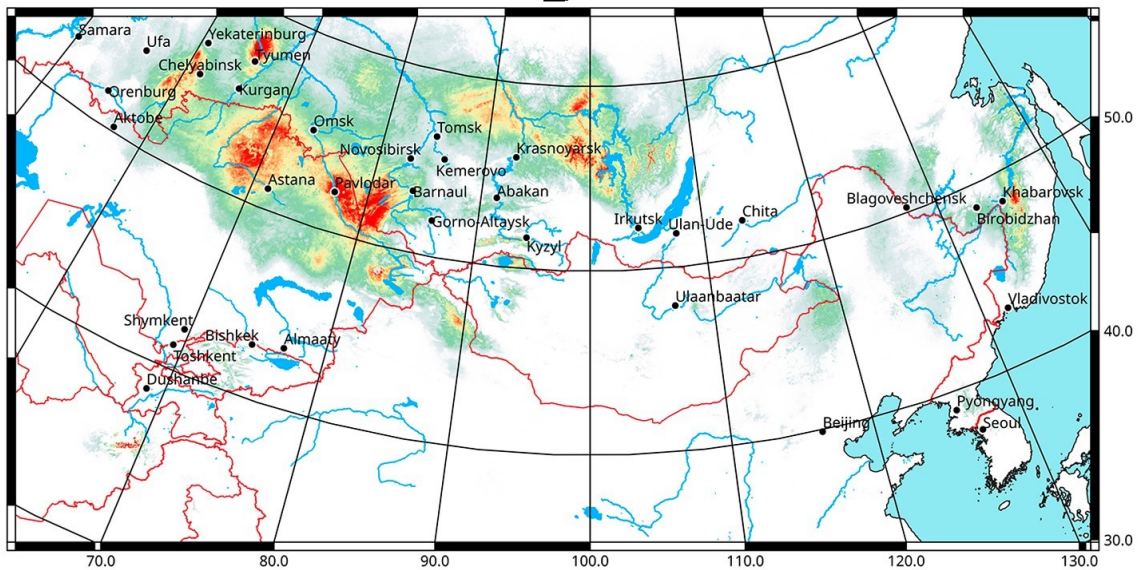 Samara
Ufa
Yekaterinburg
Tyumen
Chelyabinsk
Kurgan
Orenburg
Aktobe
Omsk
Tomsk
Novosibirsk
Krasnoyarsk
Kemerovo
Astana
Pavlodar
Barnaul
Abakan
Gorno-Altaysk
Kyzyl
Irkutsk
Ulan-Ude
Chita
Blagoveshchensk
Khabarovsk
Birobidzhan
Ulaanbaatar
Vladivostok
Shymkent
Bishkek
Almaaty
Toshkent
Dushanbe
Beijing
Pyongyang
Seoul
50.0
40.0
30.0
70.0
80.0
90.0
100.0
110.0
120.0
130.0